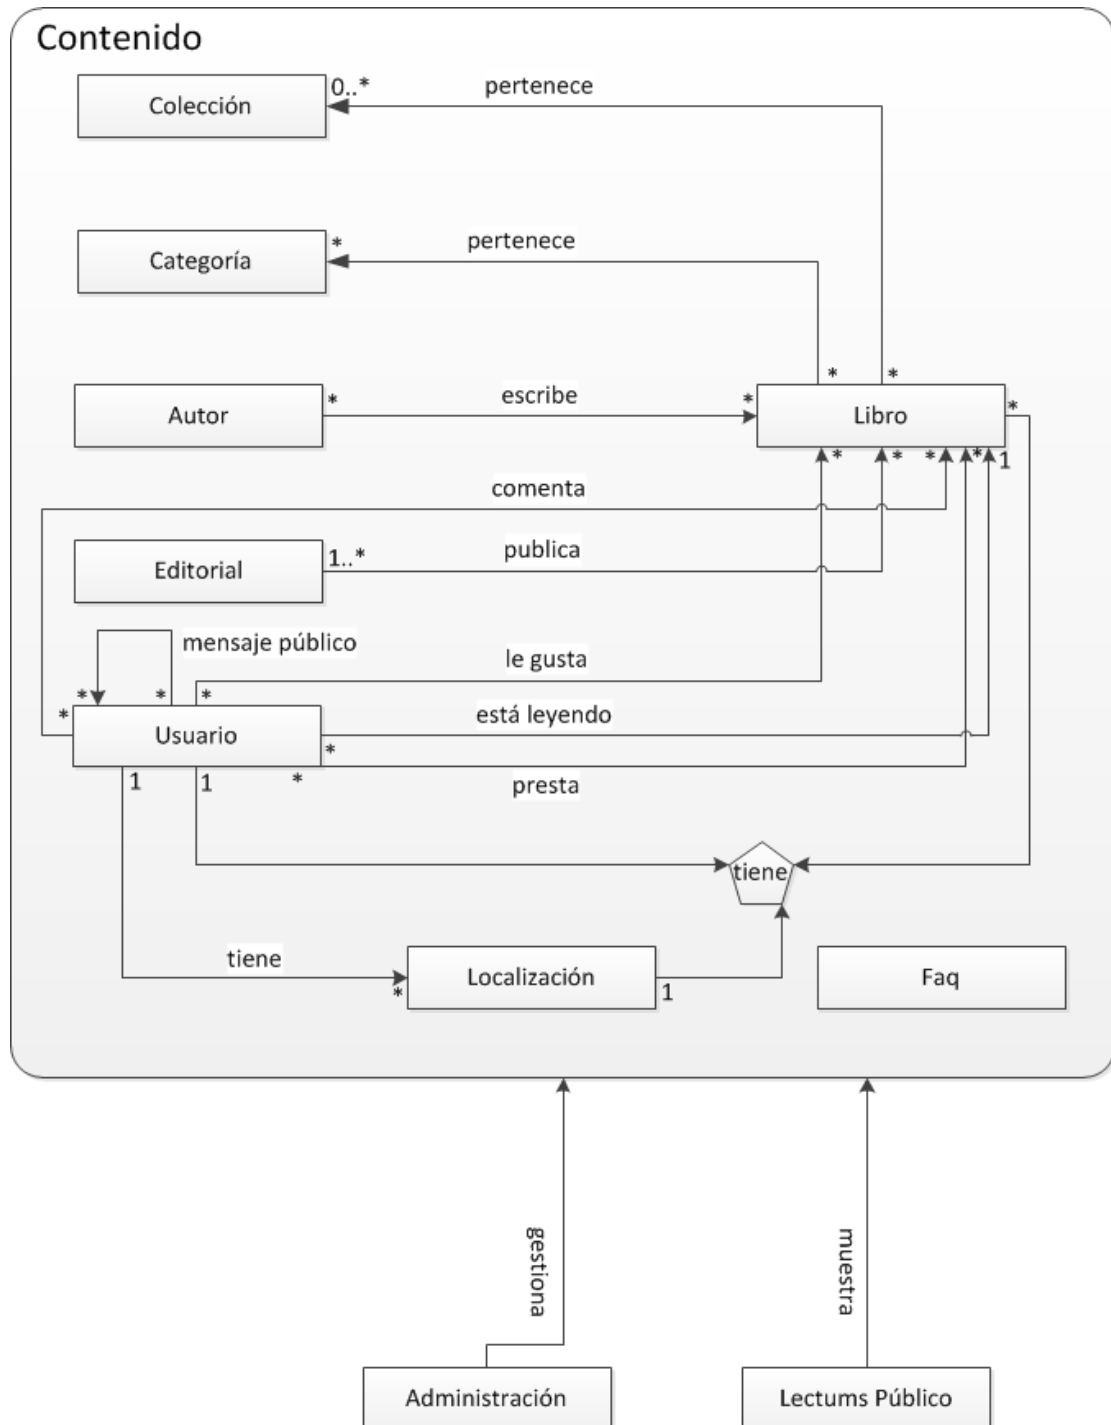 Contenido
Colección
0..*
pertenece
Categoría
*
pertenece
*
*
Autor
*
escribe
*
Libro
*
*
*
*
*
1
comenta
Editorial
1..*
publica
mensaje público
le gusta
*
*
*
*
está leyendo
Usuario
*
1
1
*
presta
tiene
tiene
Localización
*
1
Faq
gestiona
muestra
Administración
Lectums Público